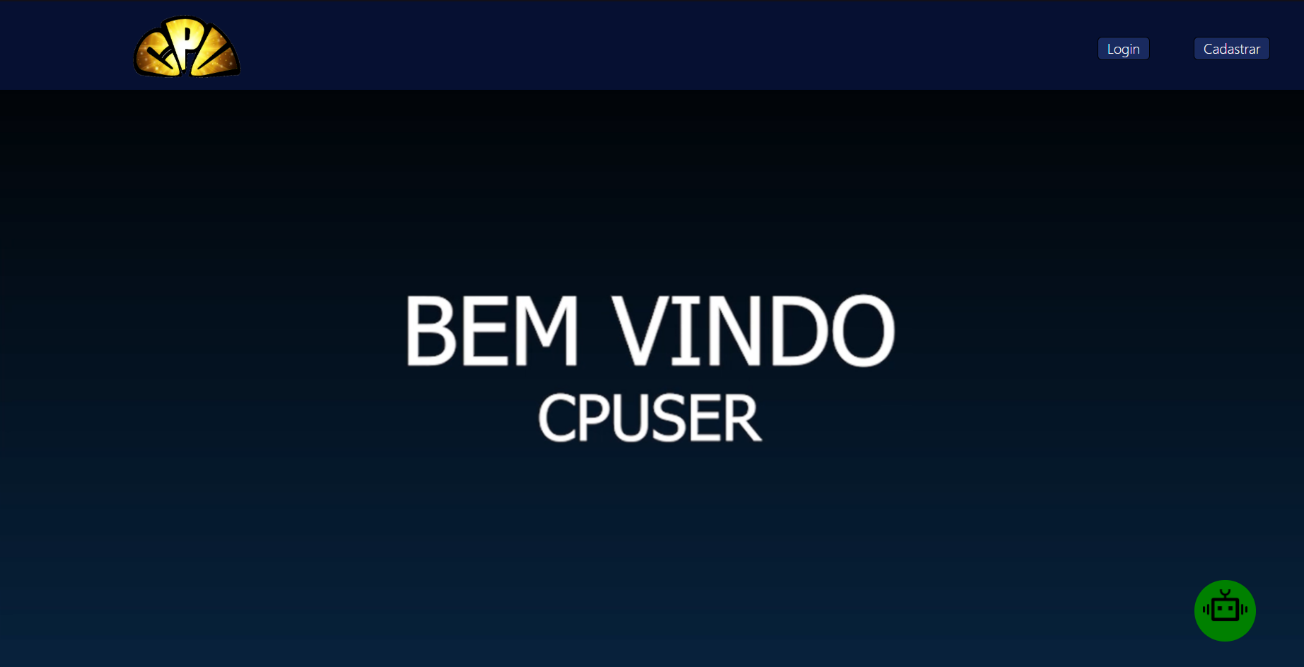 Login
Cadastrar
BEM VINDO
CPUSER